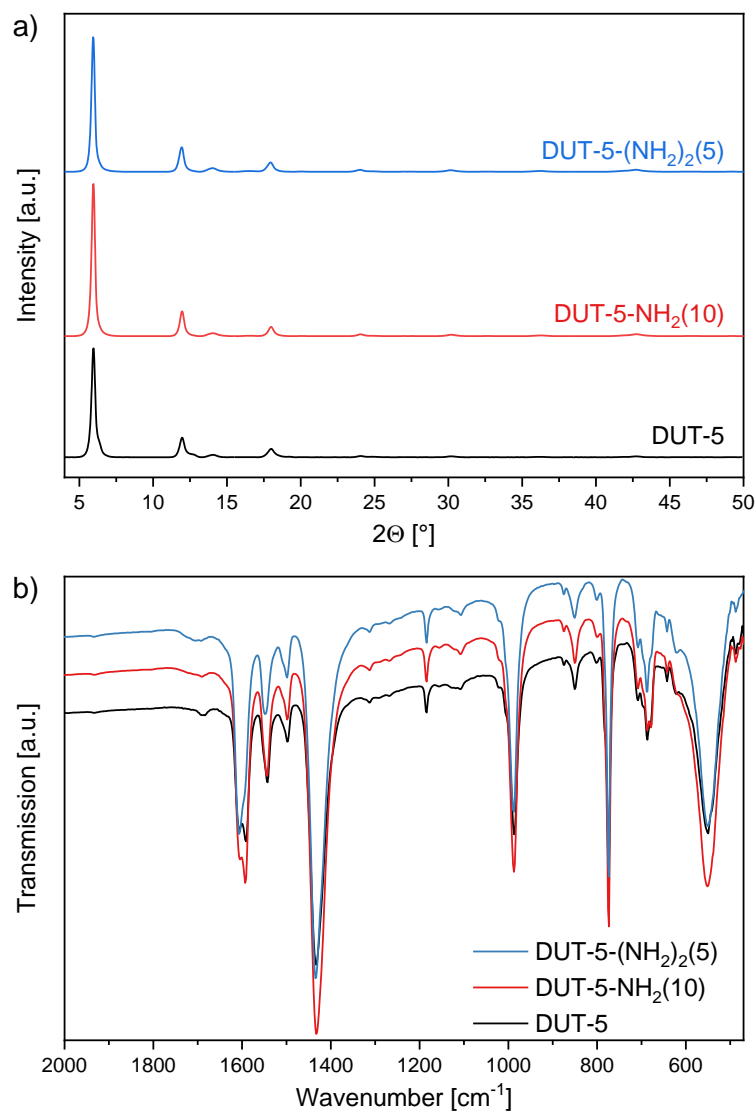 a)
Intensity [a.u.]
DUT-5-(NH₂)₂(5)
DUT-5-NH₂(10)
DUT-5
5 10 15 20 25 30 35 40 45 50
2Θ [°]
b)
Transmission [a.u.]
DUT-5-(NH₂)₂(5)
DUT-5-NH₂(10)
DUT-5
2000 1800 1600 1400 1200 1000 800 600
Wavenumber [cm⁻¹]